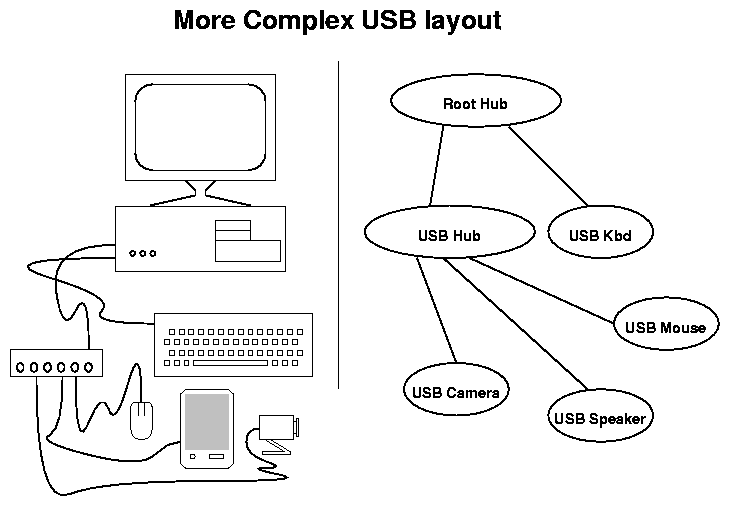 More Complex USB layout
Root Hub
USB Hub
USB Kbd
USB Mouse
USB Camera
USB Speaker